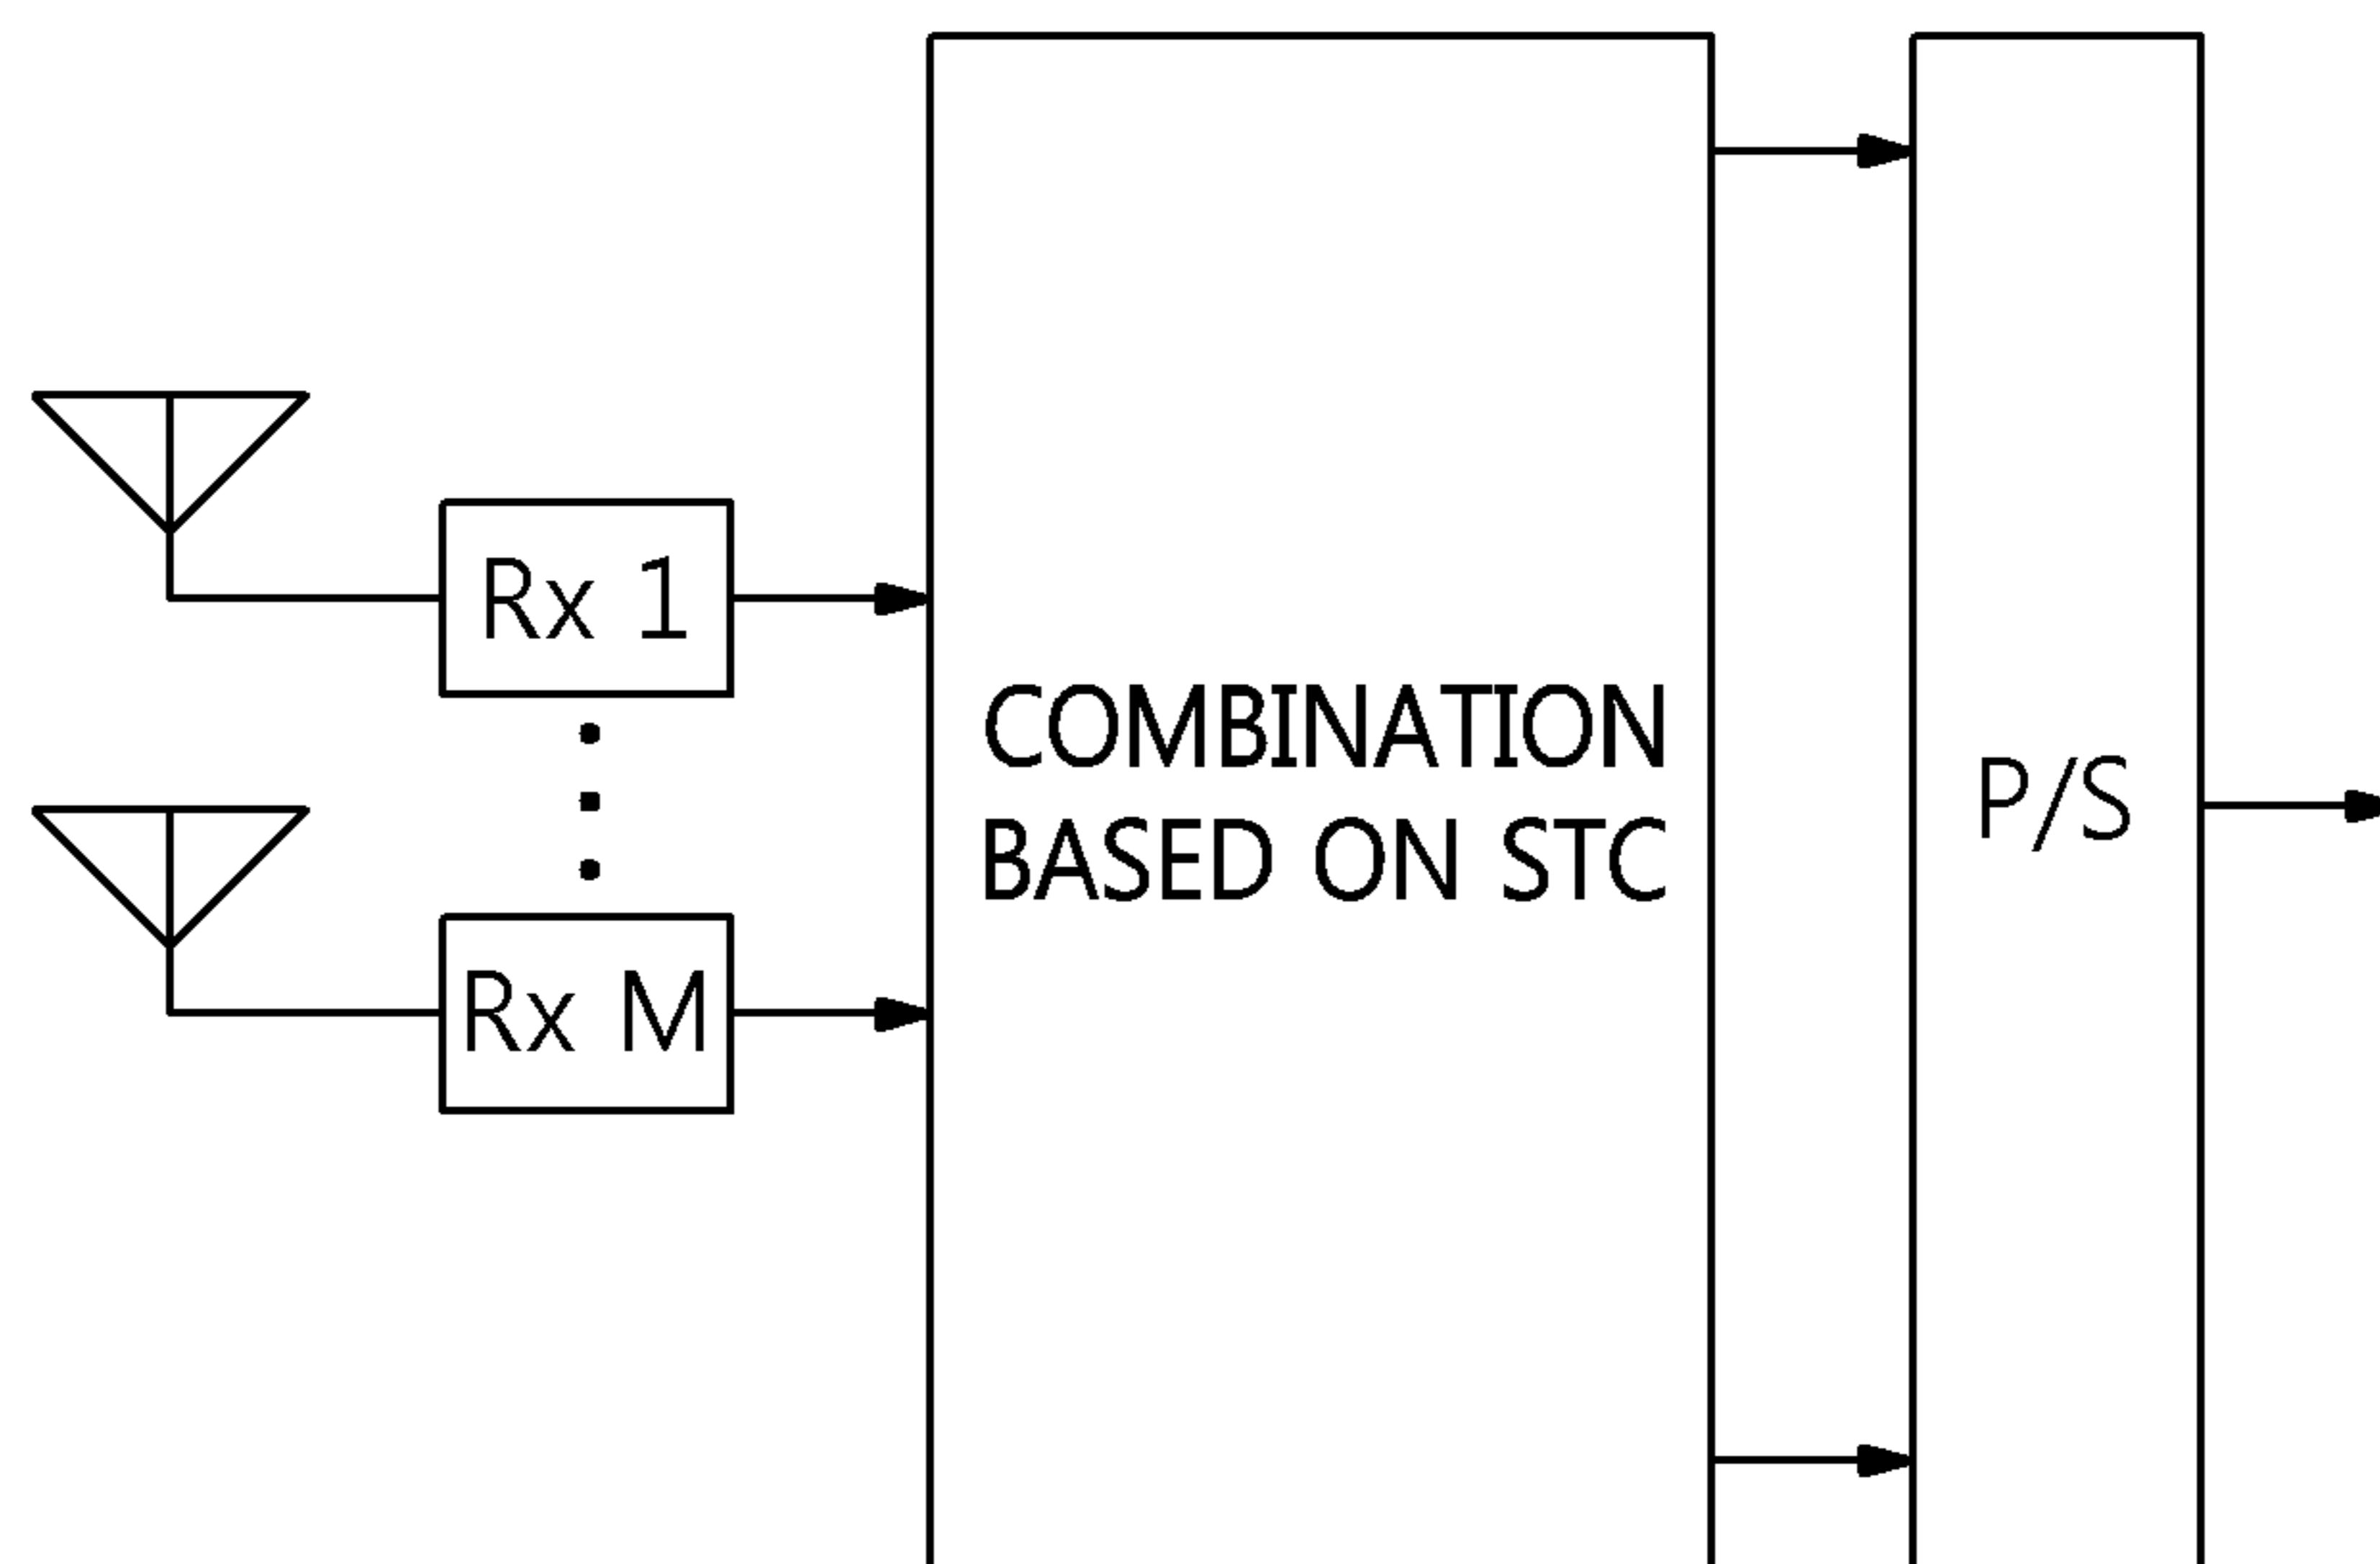 Rx 1
COMBINATION
BASED ON STC
P/S
Rx M